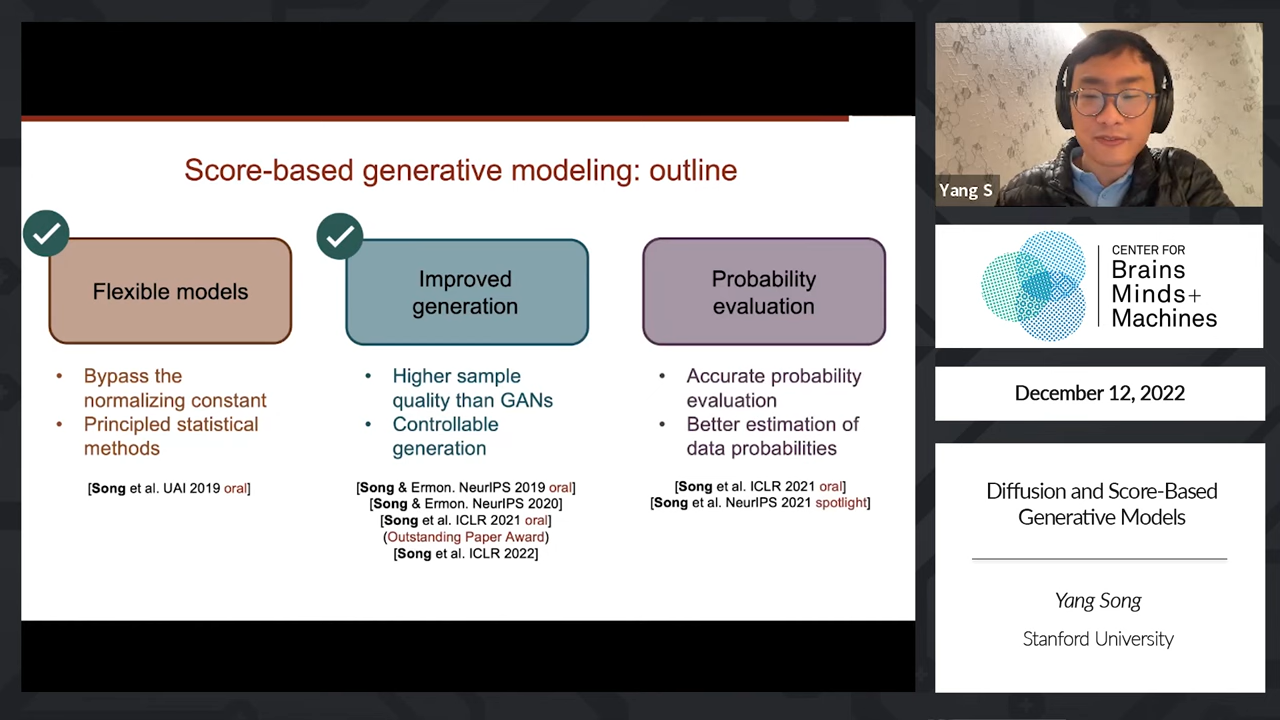 Score-based generative modeling: outline
Flexible models
• Bypass the
normalizing constant
• Principled statistical
methods
[Song et al. UAI 2019 oral]
Improved
generation
• Higher sample
quality than GANs
• Controllable
generation
[Song & Ermon. NeurIPS 2019 oral]
[Song & Ermon. NeurIPS 2020]
[Song et al. ICLR 2021 oral]
(Outstanding Paper Award)
[Song et al. ICLR 2022]
Probability
evaluation
• Accurate probability
evaluation
• Better estimation of
data probabilities
[Song et al. ICLR 2021 oral]
[Song et al. NeurIPS 2021 spotlight]
Yang S
CENTER FOR
Brains
Minds+
Machines
December 12, 2022
Diffusion and Score-Based
Generative Models
Yang Song
Stanford University